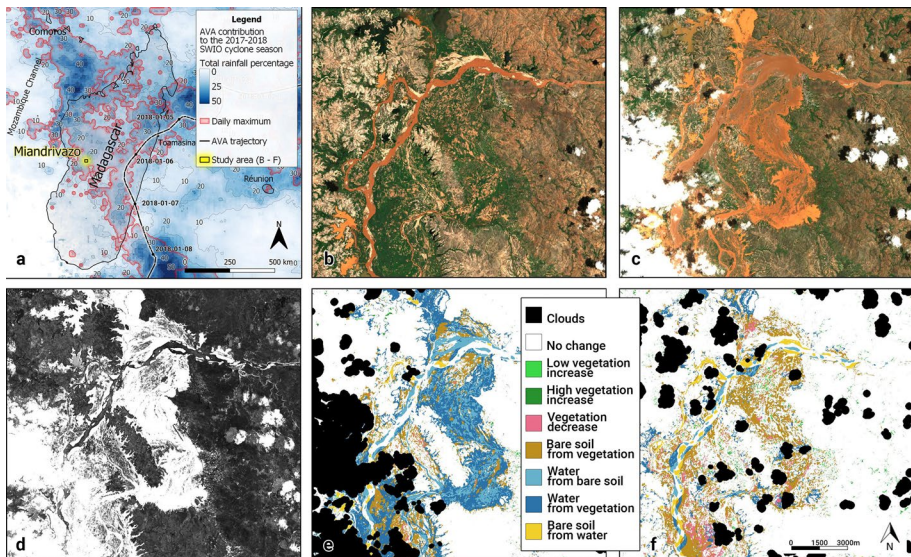 Legend
AVA contribution
to the 2017-2018
SWIO cyclone season
Total rainfall percentage
0
25
50
Daily maximum
AVA trajectory
Study area (B - F)
Comoros
Mozambique Channel
Madagascar
Miandrivazo
2018-01-05
Toamasina
2018-01-06
Réunion
2018-01-07
2018-01-08
N
0 250 500 km
a
b
c
d
e
Clouds
No change
Low vegetation
increase
High vegetation
increase
Vegetation
decrease
Bare soil
from vegetation
Water
from bare soil
Water
from vegetation
Bare soil
from water
0 1500 3000m
N
f